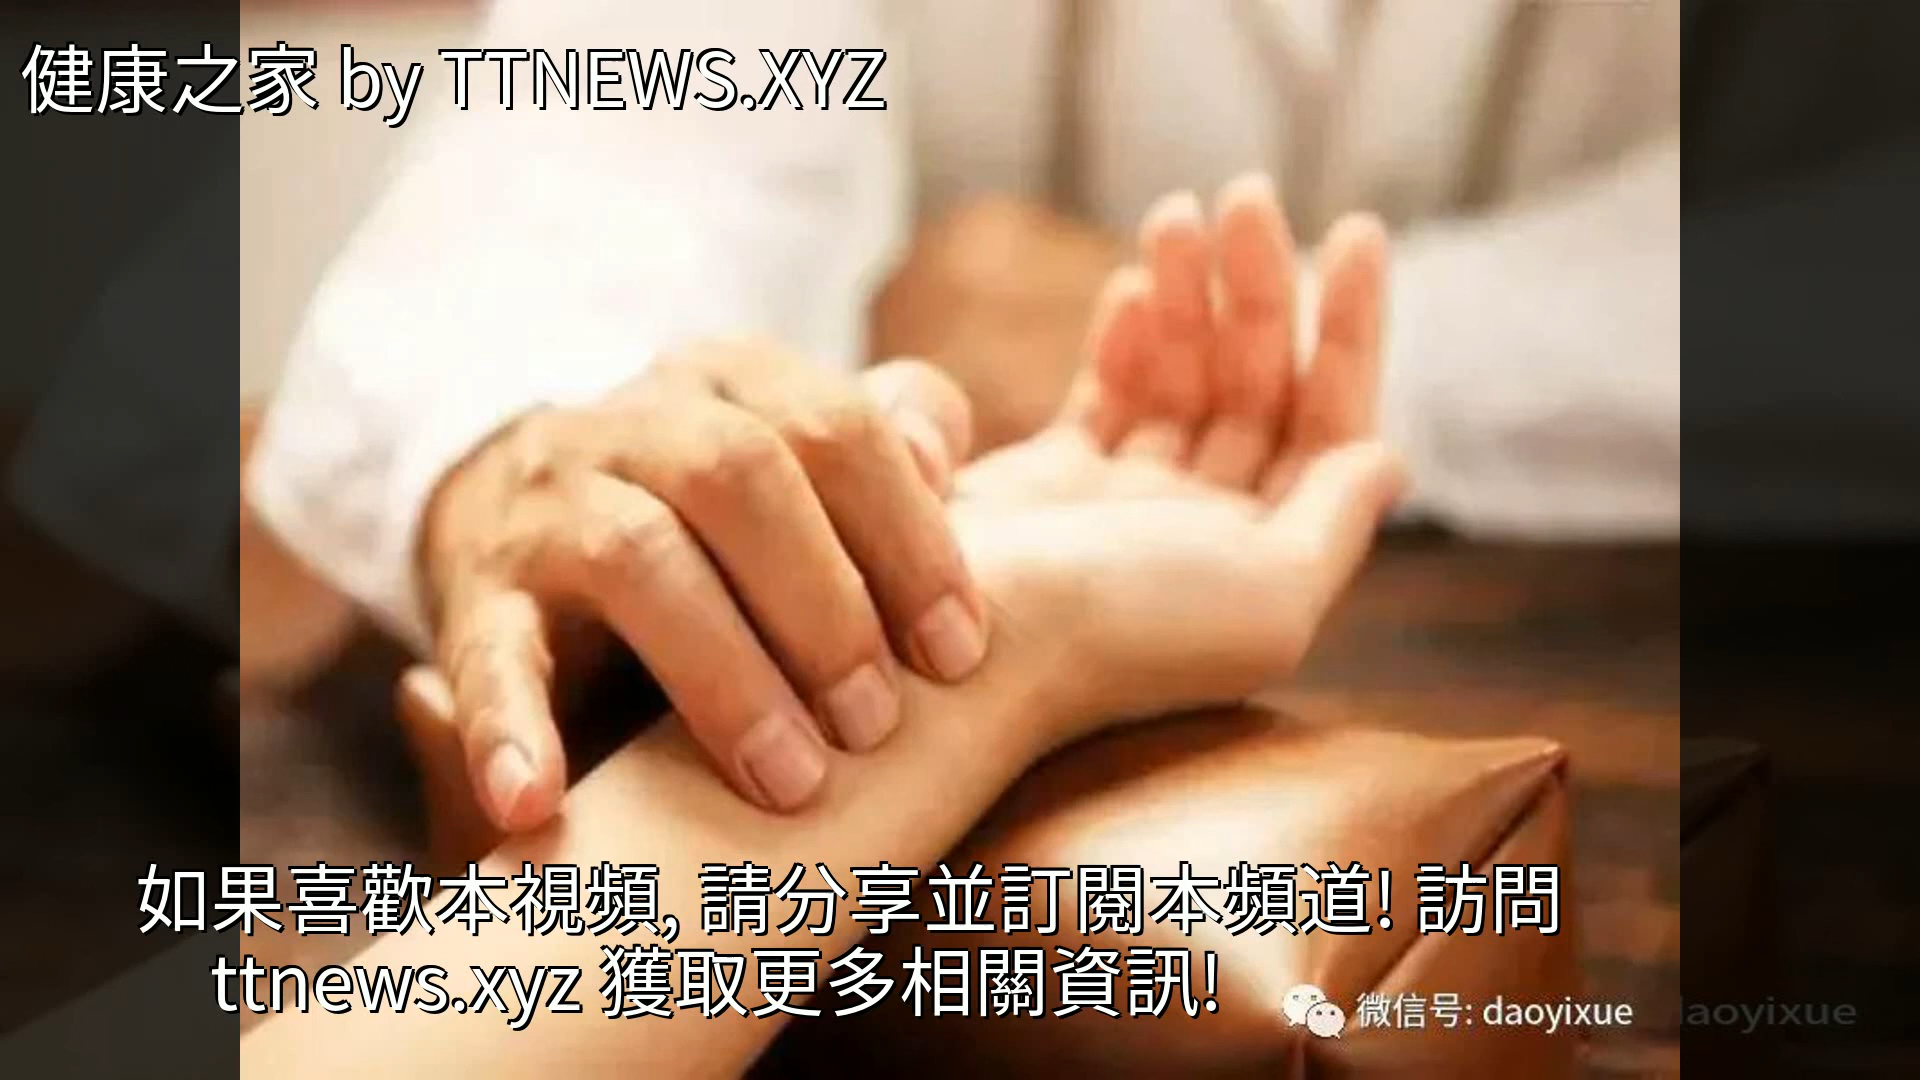 健康之家 by TTNEWS.XYZ
如果喜歡本視頻, 請分享並訂閱本頻道! 訪問
ttnews.xyz 獲取更多相關資訊!
微信号: daoyixue
aoyixue